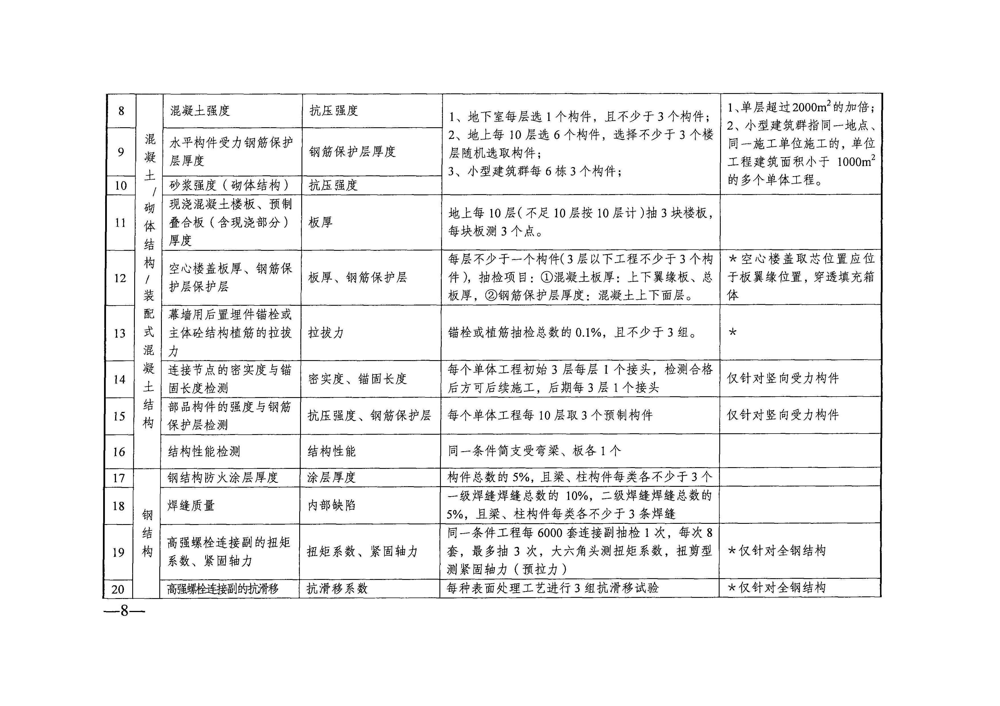 8
混凝土强度
抗压强度
1、地下室每层选1个构件，且不少于3个构件；
2、地上每10层选6个构件，选择不少于3个楼
层随机选取构件；
3、小型建筑群每6栋3个构件；
1、单层超过2000m²的加倍；
2、小型建筑群指同一地点、
同一施工单位施工的，单位
工程建筑面积小于 1000m²
的多个单体工程。
混凝土/砌体结构/装配式混凝土结构
9
水平构件受力钢筋保护
层厚度
钢筋保护层厚度
10
砂浆强度（砌体结构）
抗压强度
11
现浇混凝土楼板、预制
叠合板（含现浇部分）
厚度
板厚
地上每10层（不足10层按10层计）抽3块楼板，
每块板测3个点。
12
空心楼盖板厚、钢筋保
护层保护层
板厚、钢筋保护层
每层不少于一个构件（3层以下工程不少于3个构
件），抽检项目：①混凝土板厚：上下翼缘板、总
板厚，②钢筋保护层厚度：混凝土上下面层。
＊空心楼盖取芯位置应位
于板翼缘位置，穿透填充箱
体
13
幕墙用后置埋件锚栓或
主体砼结构植筋的拉拔
力
拉拔力
锚栓或植筋抽检总数的0.1%，且不少于3组。
＊
14
连接节点的密实度与锚
固长度检测
密实度、锚固长度
每个单体工程初始3层每层1个接头，检测合格
后方可后续施工，后期每3层1个接头
仅针对竖向受力构件
15
部品构件的强度与钢筋
保护层检测
抗压强度、钢筋保护层
每个单体工程每10层取3个预制构件
仅针对竖向受力构件
16
结构性能检测
结构性能
同一条件简支受弯梁、板各1个
17
钢结构
钢结构防火涂层厚度
涂层厚度
构件总数的5%，且梁、柱构件每类各不少于3个
18
焊缝质量
内部缺陷
一级焊缝焊缝总数的 10%，二级焊缝焊缝总数的
5%，且梁、柱构件每类各不少于3条焊缝
19
高强螺栓连接副的扭矩
系数、紧固轴力
扭矩系数、紧固轴力
同一条件工程每6000套连接副抽检1次，每次8
套，最多抽3次，大六角头测扭矩系数，扭剪型
测紧固轴力（预拉力）
＊仅针对全钢结构
20
高强螺栓连接副的抗滑移
抗滑移系数
每种表面处理工艺进行3组抗滑移试验
＊仅针对全钢结构
—8—